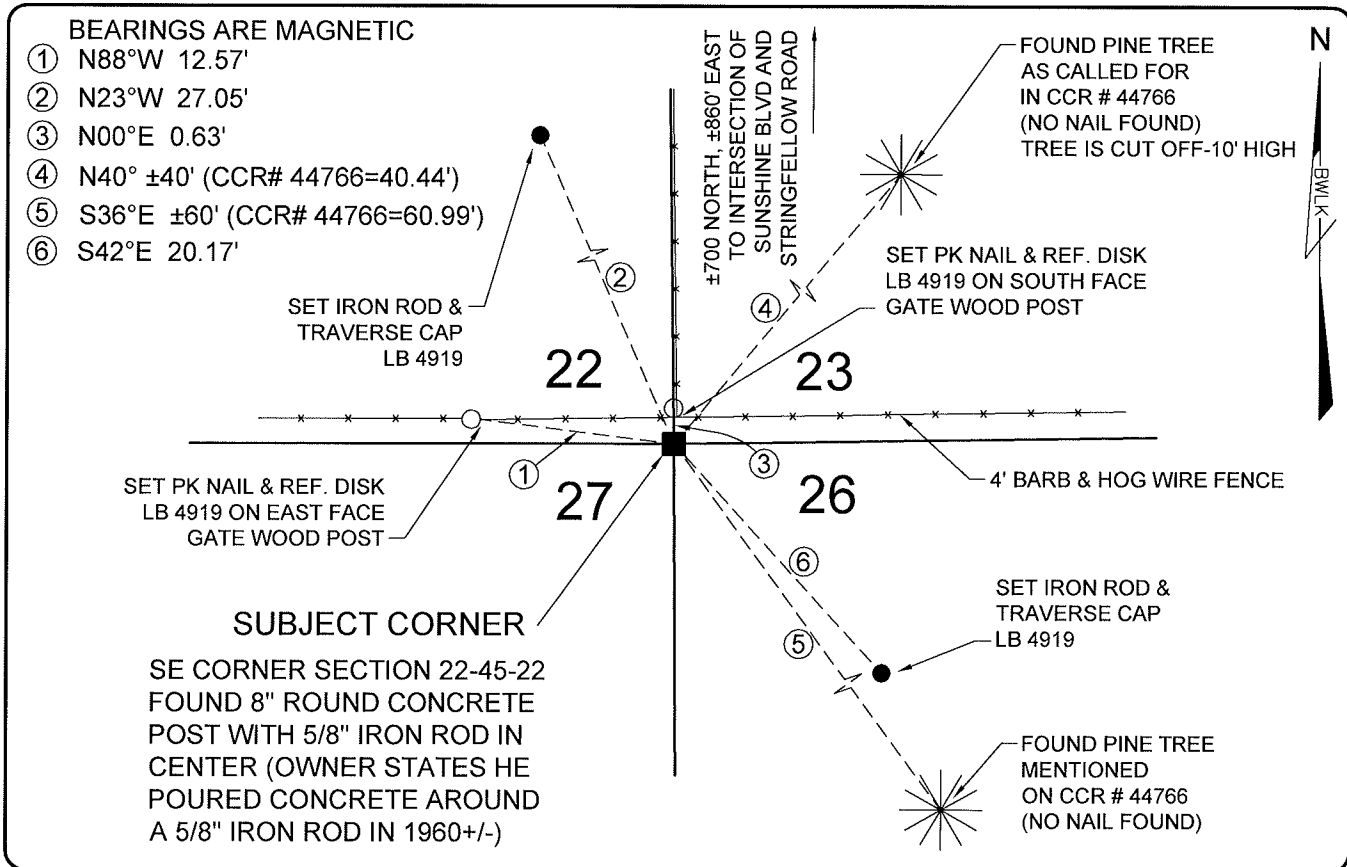 BEARINGS ARE MAGNETIC
① N88°W 12.57'
② N23°W 27.05'
③ N00°E 0.63'
④ N40° ±40' (CCR# 44766=40.44')
⑤ S36°E ±60' (CCR# 44766=60.99')
⑥ S42°E 20.17'
±700 NORTH, ±860' EAST
TO INTERSECTION OF
SUNSHINE BLVD AND
STRINGFELLOW ROAD
FOUND PINE TREE
AS CALLED FOR
IN CCR # 44766
(NO NAIL FOUND)
TREE IS CUT OFF-10' HIGH
N
BWLK
SET IRON ROD &
TRAVERSE CAP
LB 4919
②
④
SET PK NAIL & REF. DISK
LB 4919 ON SOUTH FACE
GATE WOOD POST
22
23
①
③
SET PK NAIL & REF. DISK
LB 4919 ON EAST FACE
GATE WOOD POST
27
26
4' BARB & HOG WIRE FENCE
⑥
⑤
SET IRON ROD &
TRAVERSE CAP
LB 4919
SUBJECT CORNER
SE CORNER SECTION 22-45-22
FOUND 8" ROUND CONCRETE
POST WITH 5/8" IRON ROD IN
CENTER (OWNER STATES HE
POURED CONCRETE AROUND
A 5/8" IRON ROD IN 1960+/-)
FOUND PINE TREE
MENTIONED
ON CCR # 44766
(NO NAIL FOUND)